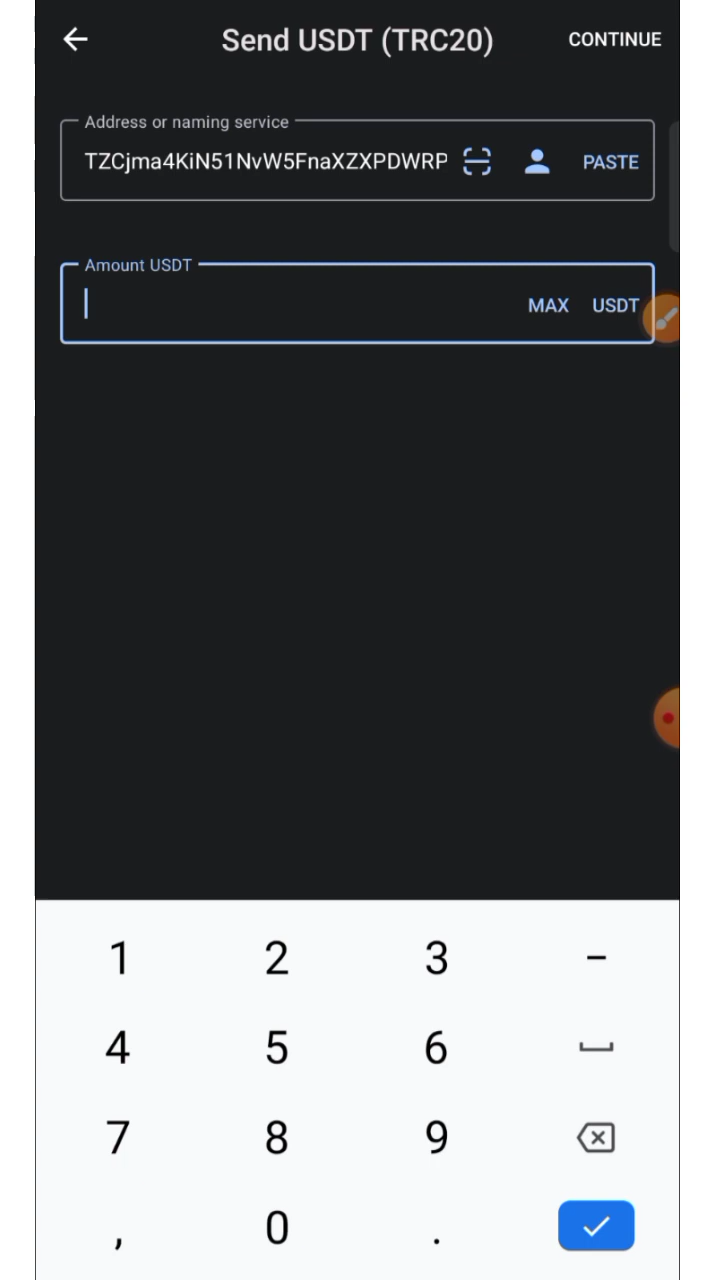 Send USDT (TRC20)
CONTINUE
Address or naming service
TZCjma4KiN51NvW5FnaXZXPDWRP
PASTE
Amount USDT
MAX USDT
1 2 3 -
4 5 6
7 8 9
, 0 .